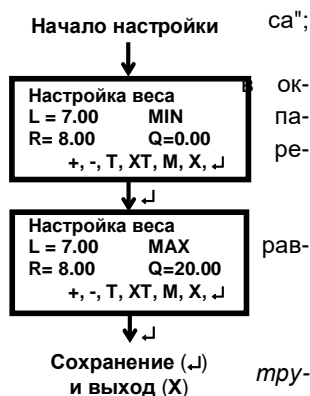 Начало настройки
са";
Настройка веса
L = 7.00 MIN
R= 8.00 Q=0.00
+, -, T, XT, M, X, ↵
в ок-
па-
ре-
↵
Настройка веса
L = 7.00 MAX
R= 8.00 Q=20.00
+, -, T, XT, M, X, ↵
рав-
↵
Сохранение (↵)
и выход (X)
тру-